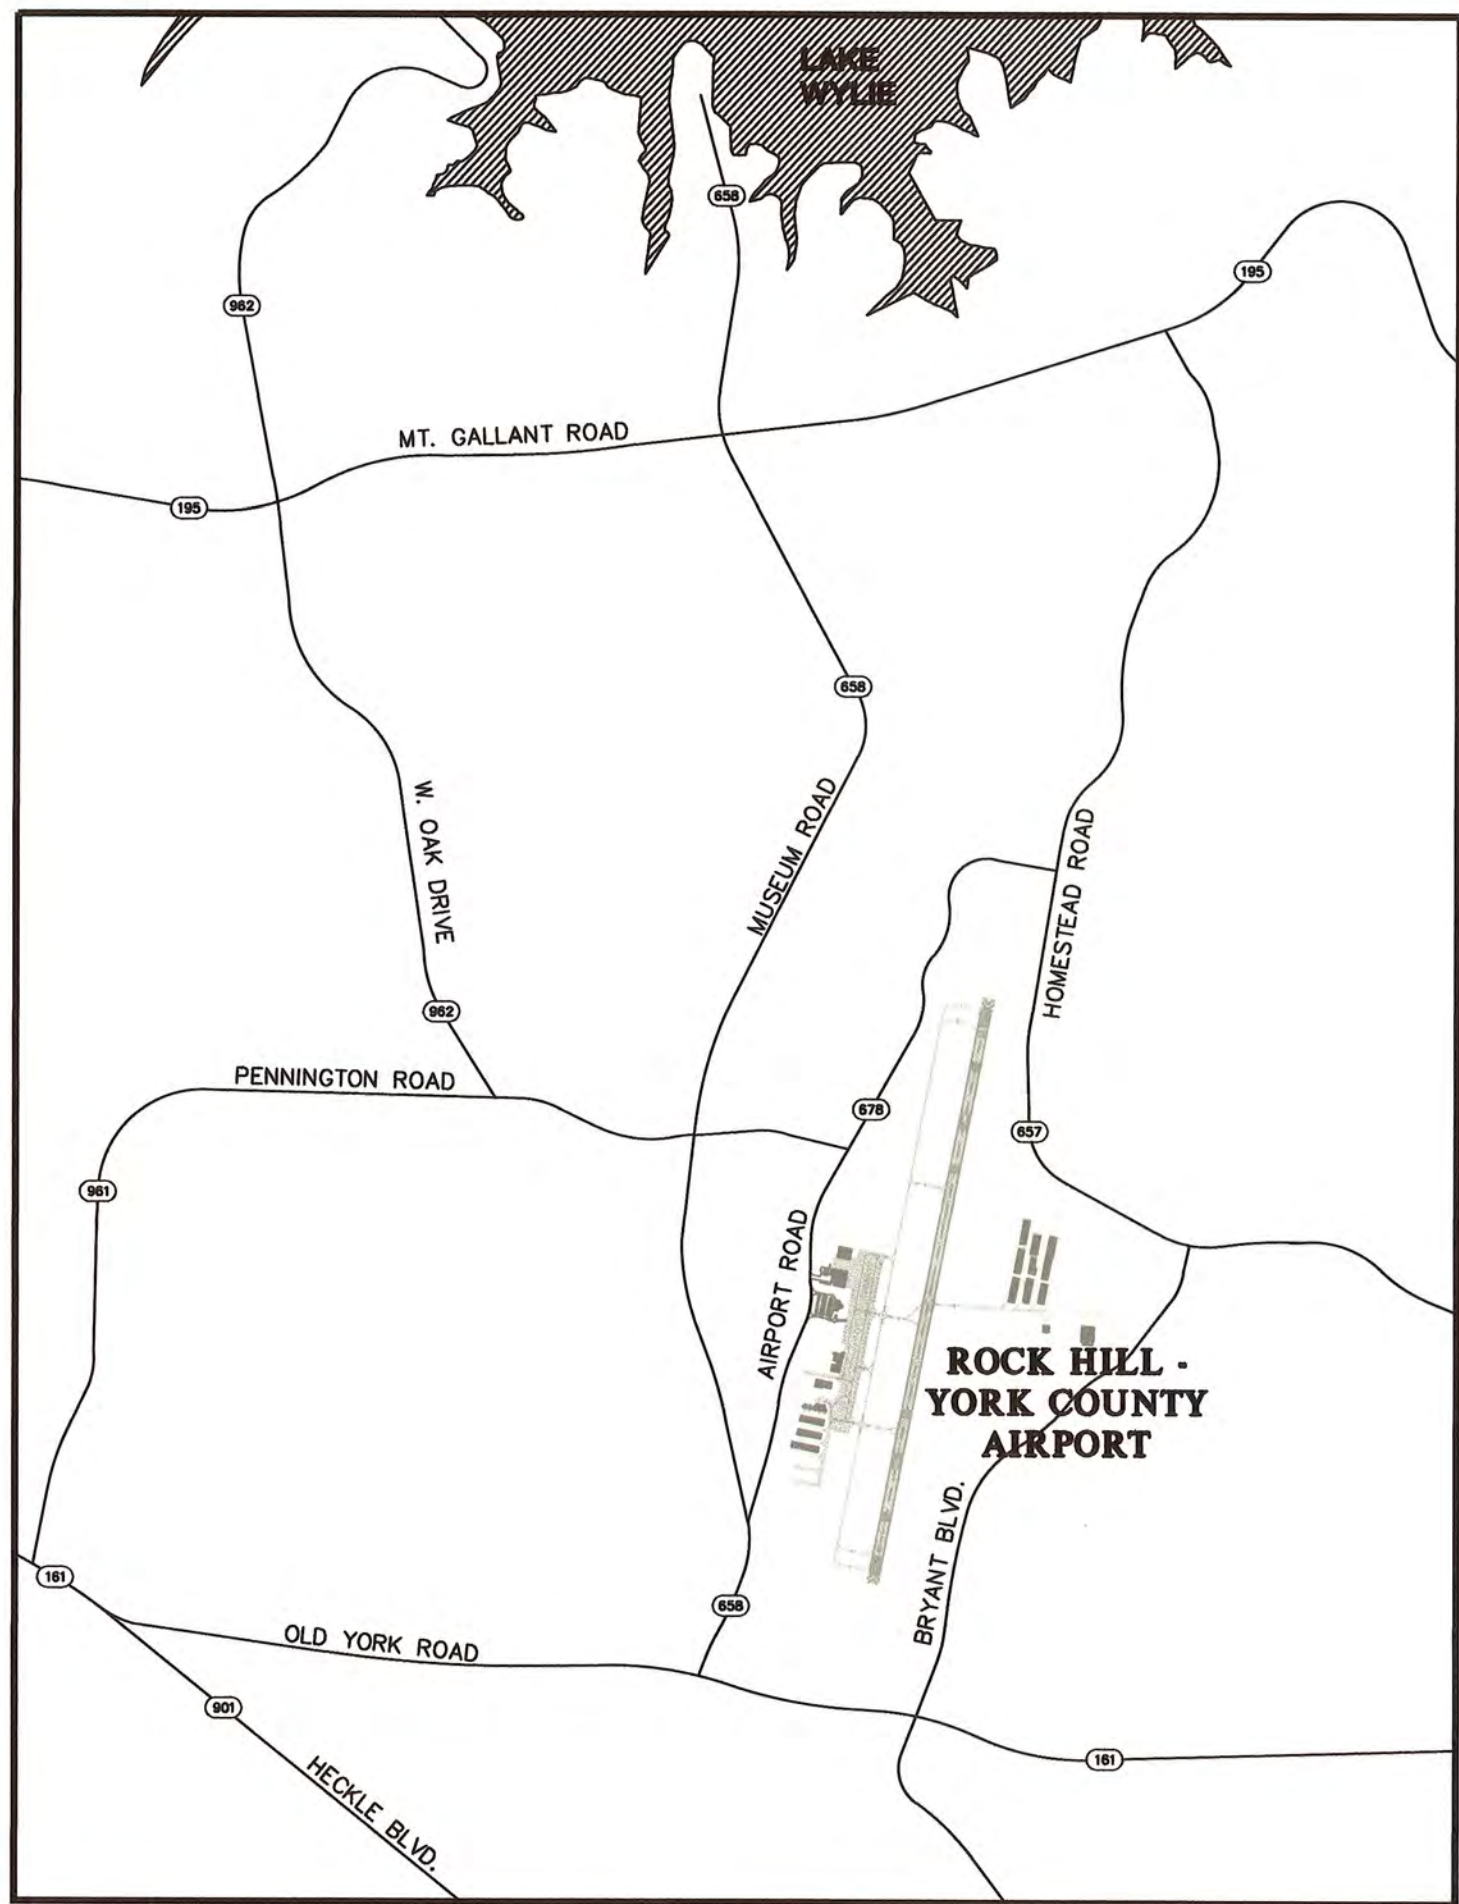 LAKE
WYLIE
658
195
962
MT. GALLANT ROAD
195
658
W. OAK DRIVE
MUSEUM ROAD
HOMESTEAD ROAD
962
PENNINGTON ROAD
678
657
961
AIRPORT ROAD
ROCK HILL -
YORK COUNTY
AIRPORT
BRYANT BLVD.
161
658
OLD YORK ROAD
901
161
HECKLE BLVD.